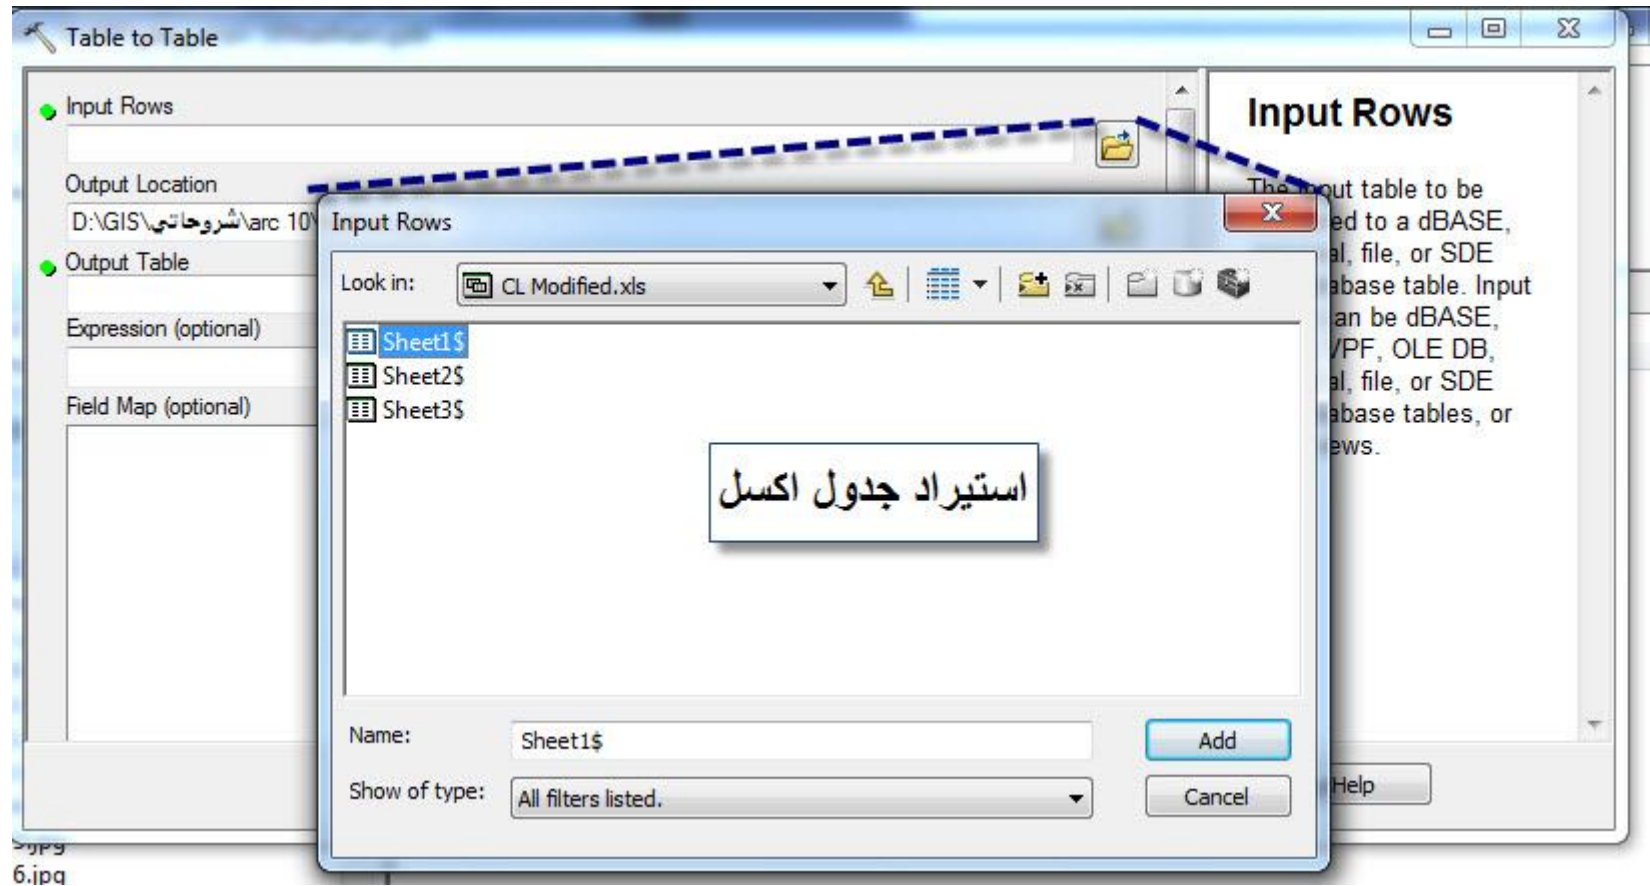 Table to Table
Input Rows
Output Location
D:\GIS\شروحاتي\arc 10\
Output Table
Expression (optional)
Field Map (optional)
Input Rows
The input table to be
ed to a dBASE,
al, file, or SDE
abase table. Input
an be dBASE,
VPF, OLE DB,
al, file, or SDE
abase tables, or
ews.
Input Rows
Look in:
CL Modified.xls
Sheet1$
Sheet2$
Sheet3$
استيراد جدول اكسل
Name:
Sheet1$
Add
Show of type:
All filters listed.
Cancel
Help
6.jpg